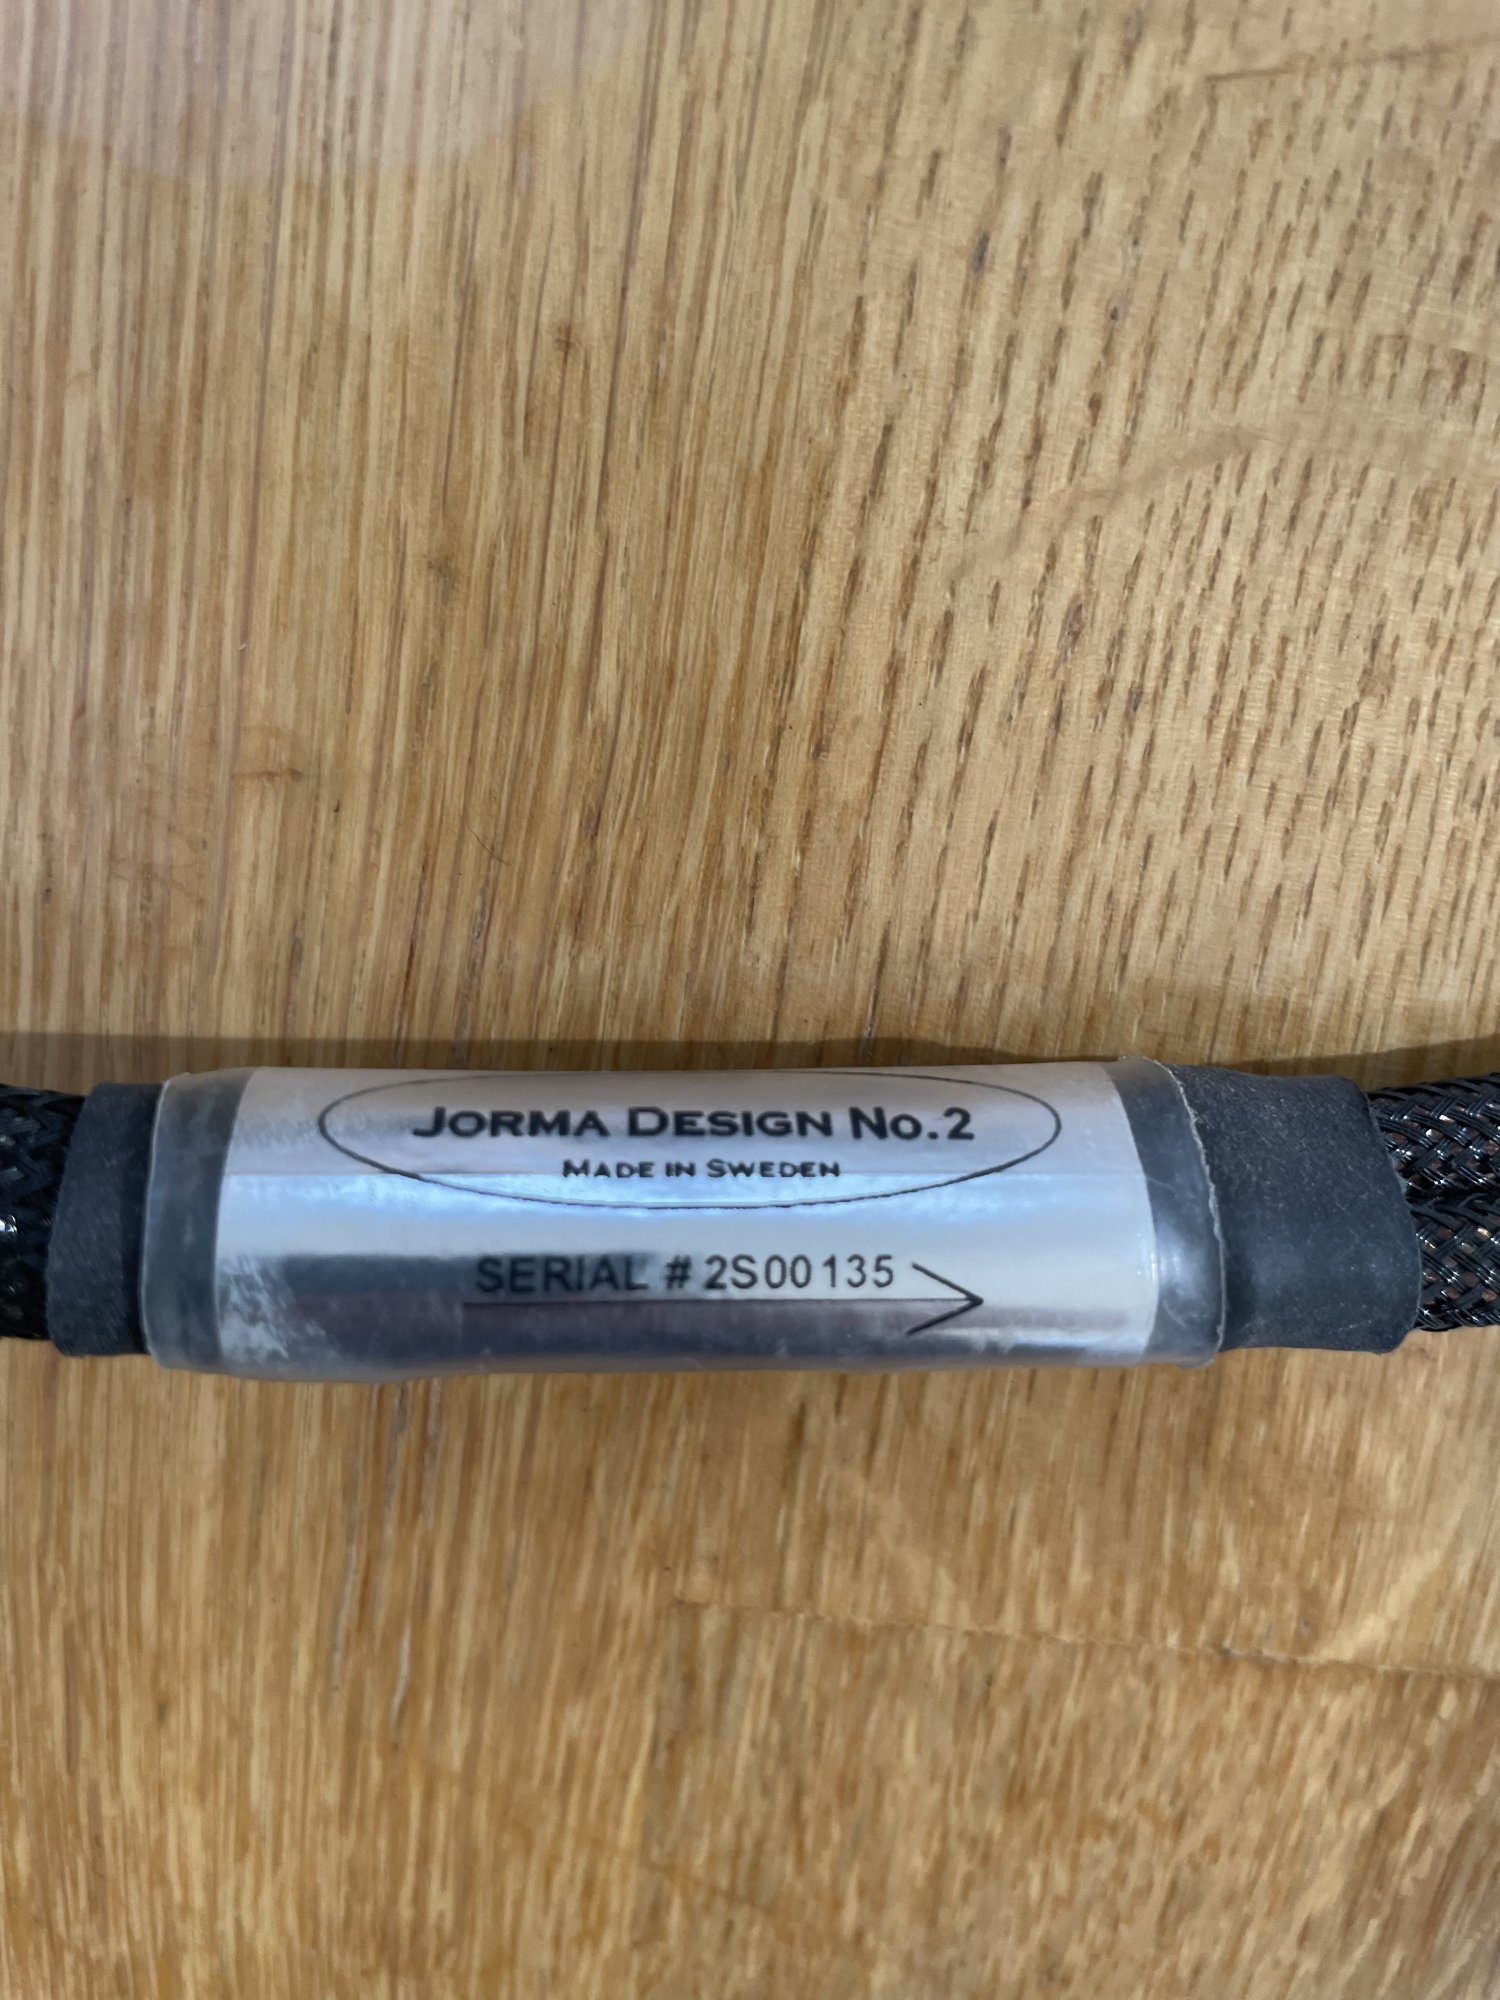 JORMA DESIGN NO.2
MADE IN SWEDEN
SERIAL # 2S00135